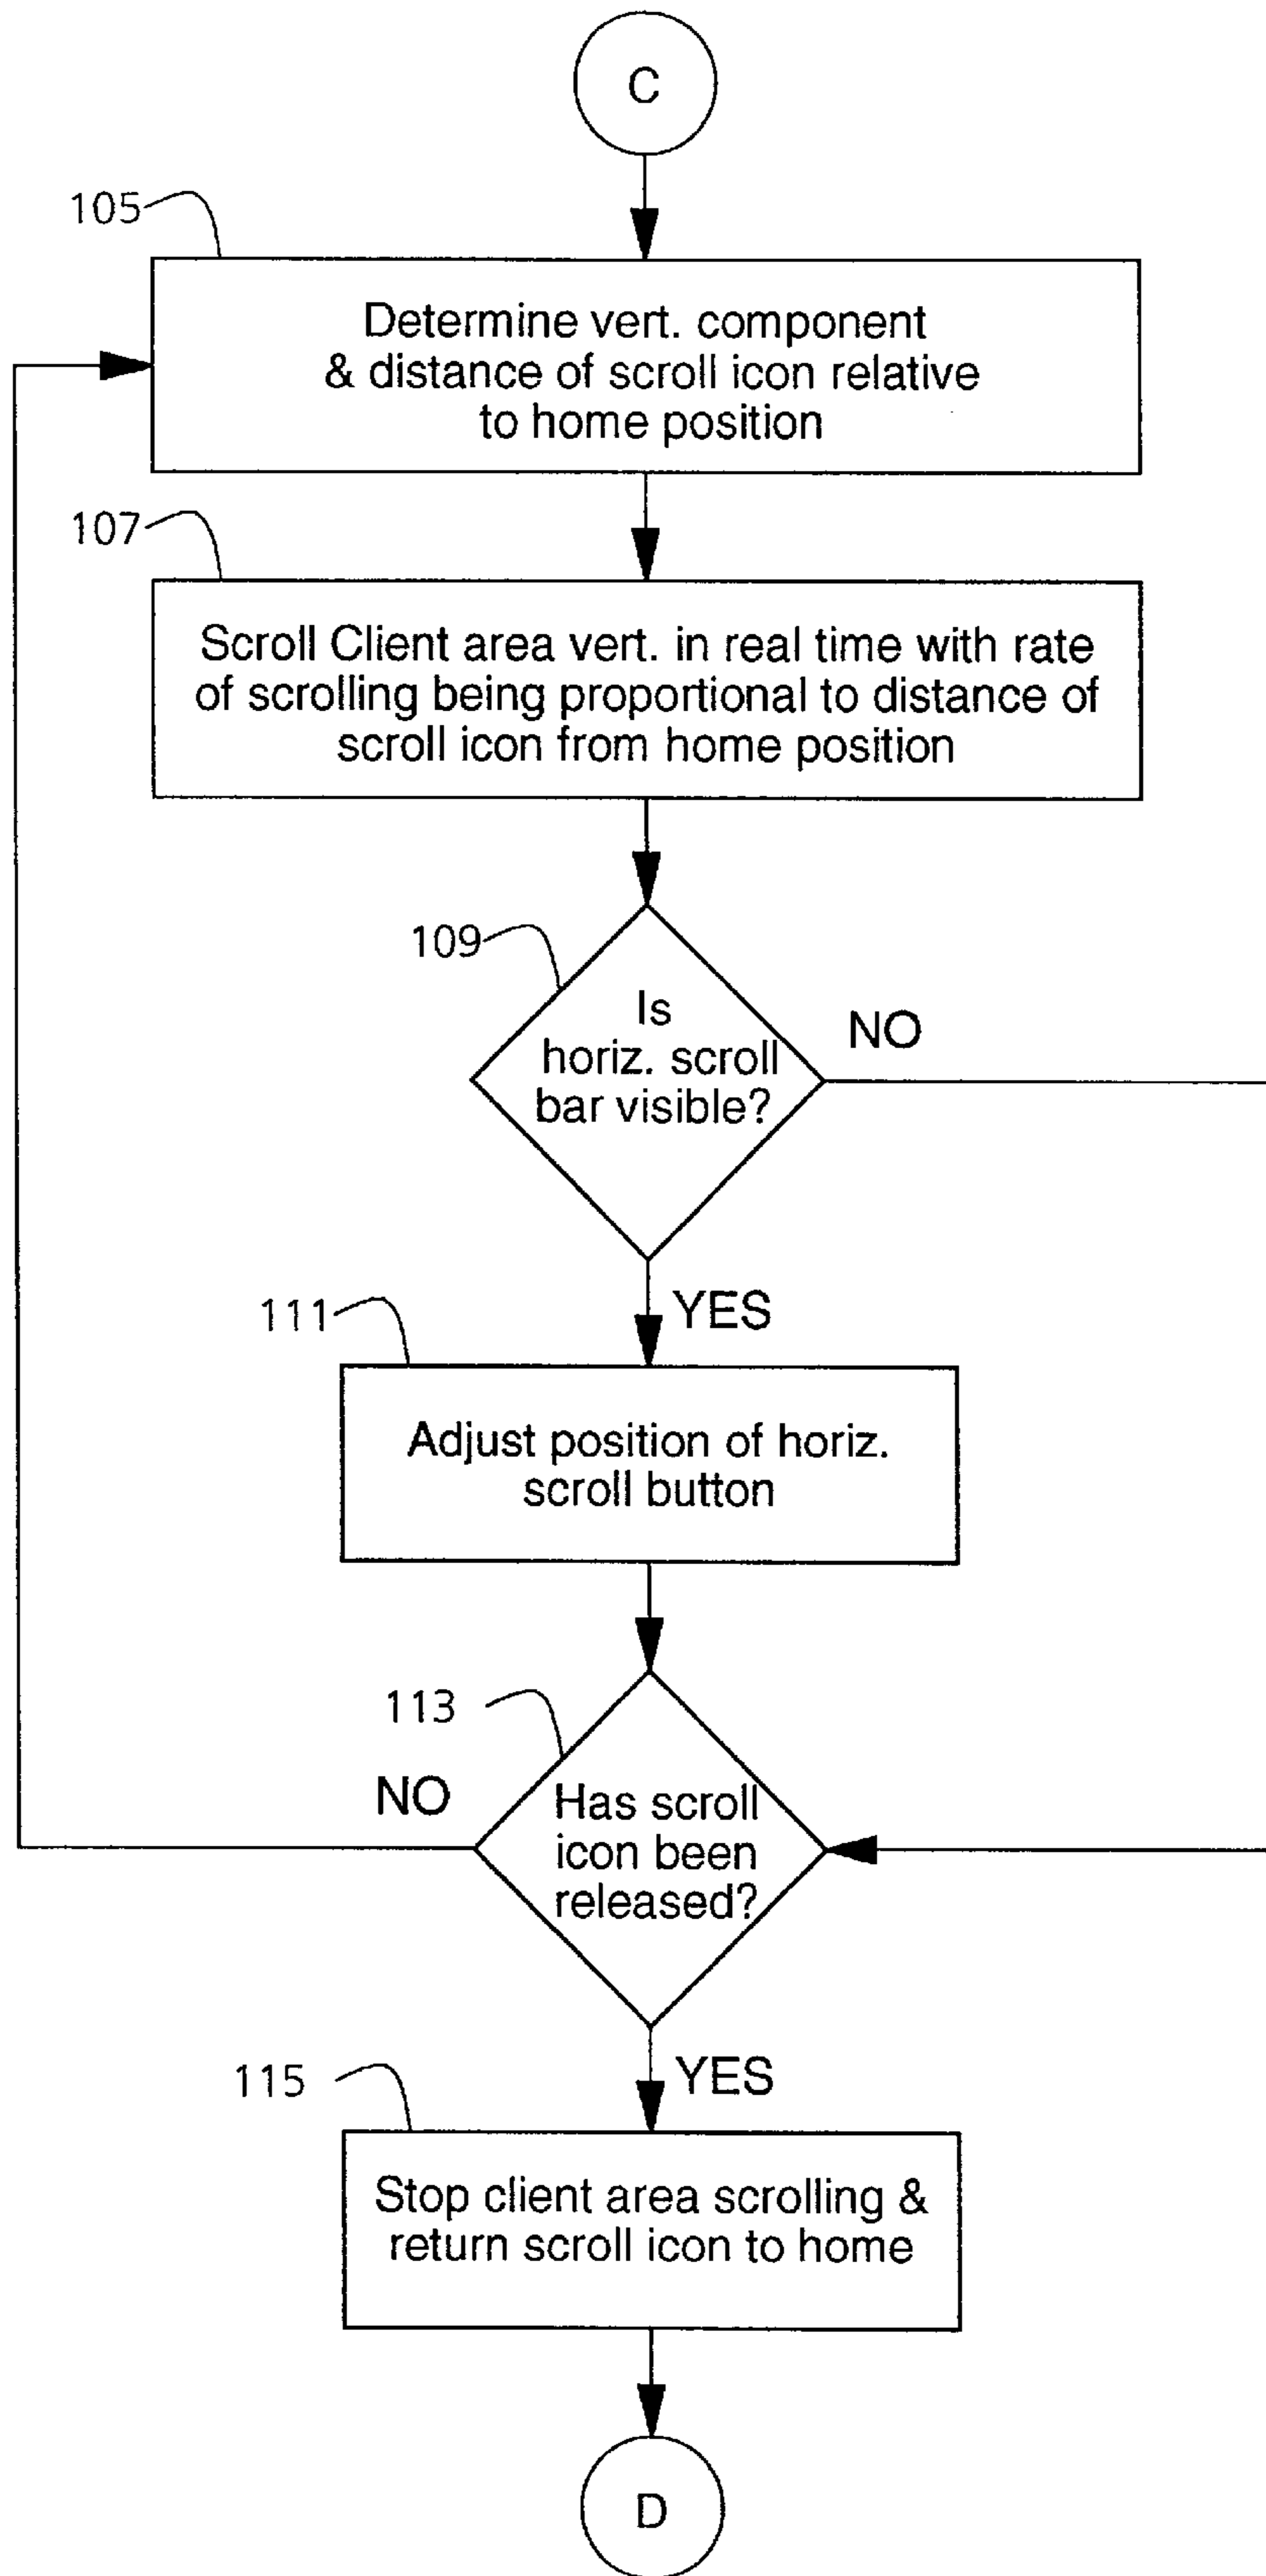 C
105
Determine vert. component
& distance of scroll icon relative
to home position
107
Scroll Client area vert. in real time with rate
of scrolling being proportional to distance of
scroll icon from home position
109
Is
horiz. scroll
bar visible?
NO
YES
111
Adjust position of horiz.
scroll button
113
NO
Has scroll
icon been
released?
YES
115
Stop client area scrolling &
return scroll icon to home
D